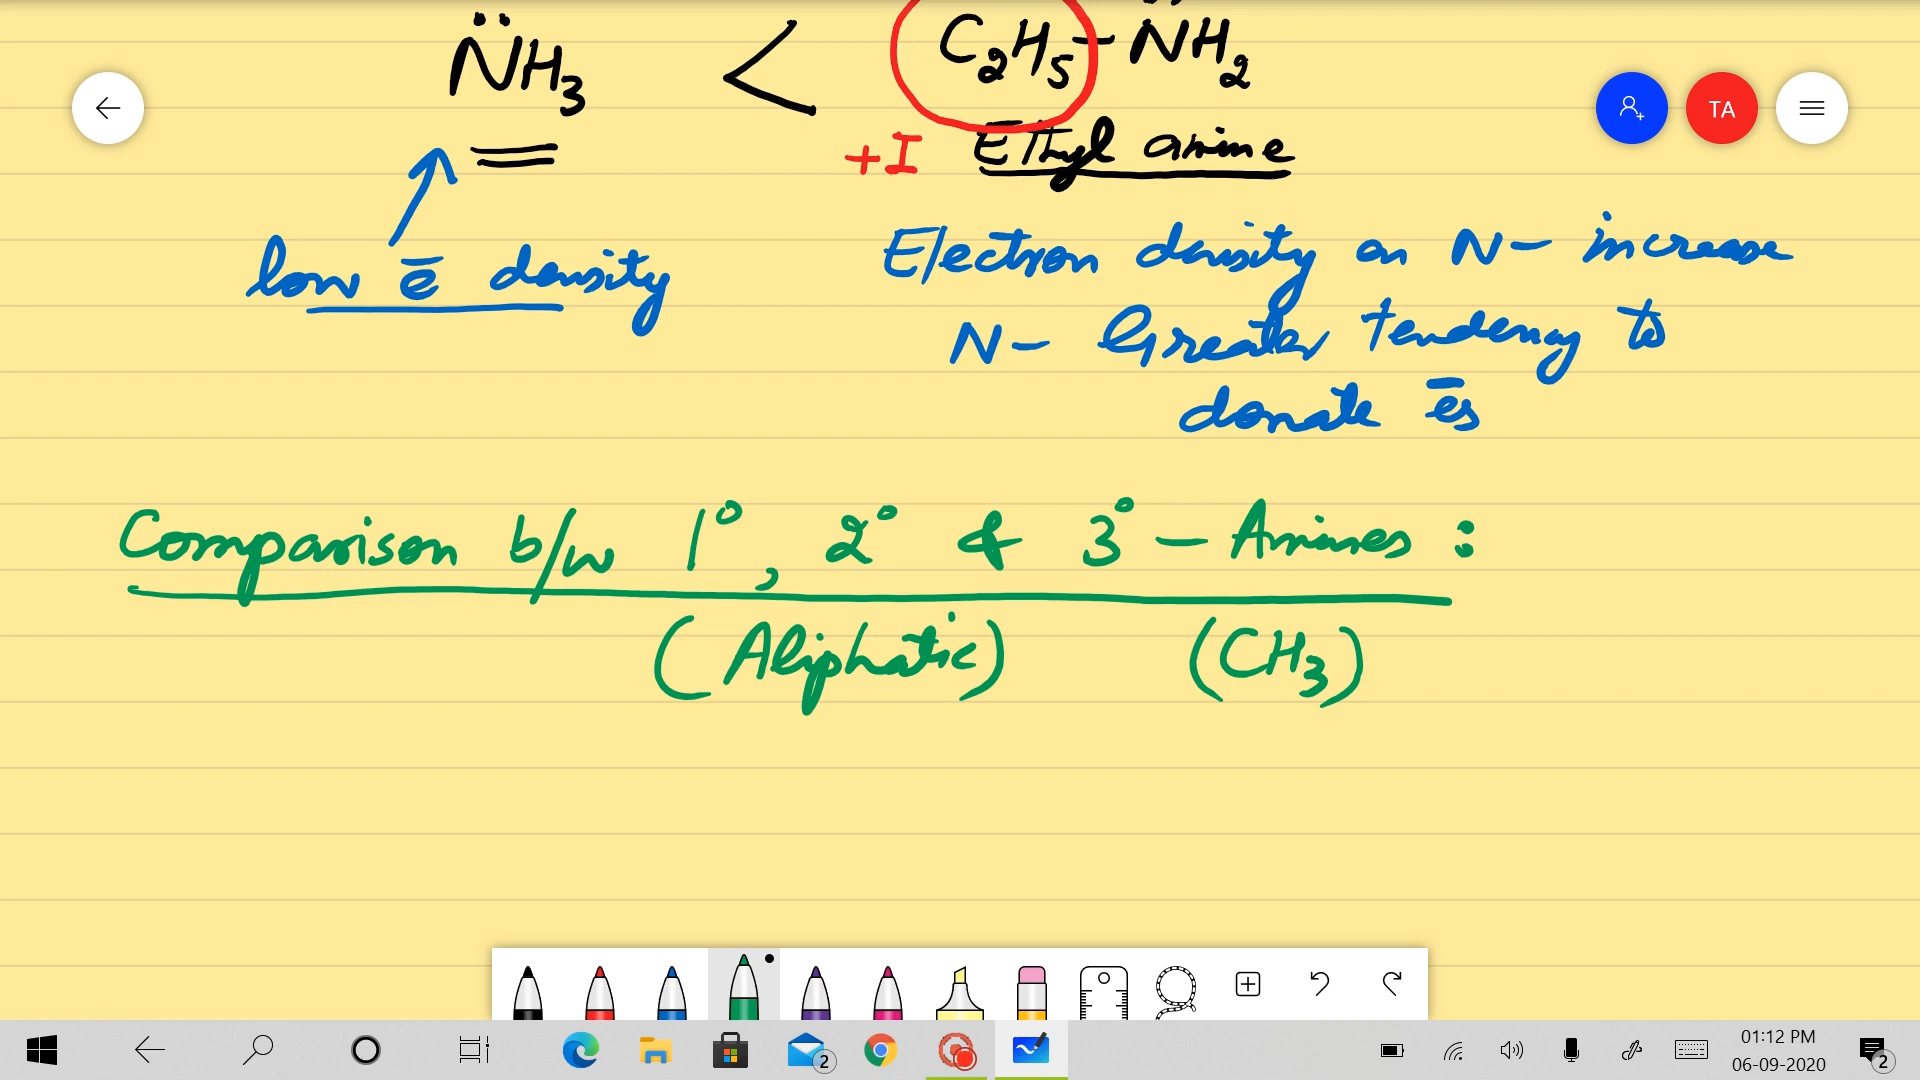 N̈H₃ < C₂H₅-N̈H₂
+I Ethyl amine
TA
low ē density
Electron density on N- increase
N- Greater tendency to
donate ēs
Comparison b/w 1°, 2° & 3° - Amines :
(Aliphatic) (CH₃)
2
01:12 PM
06-09-2020
2